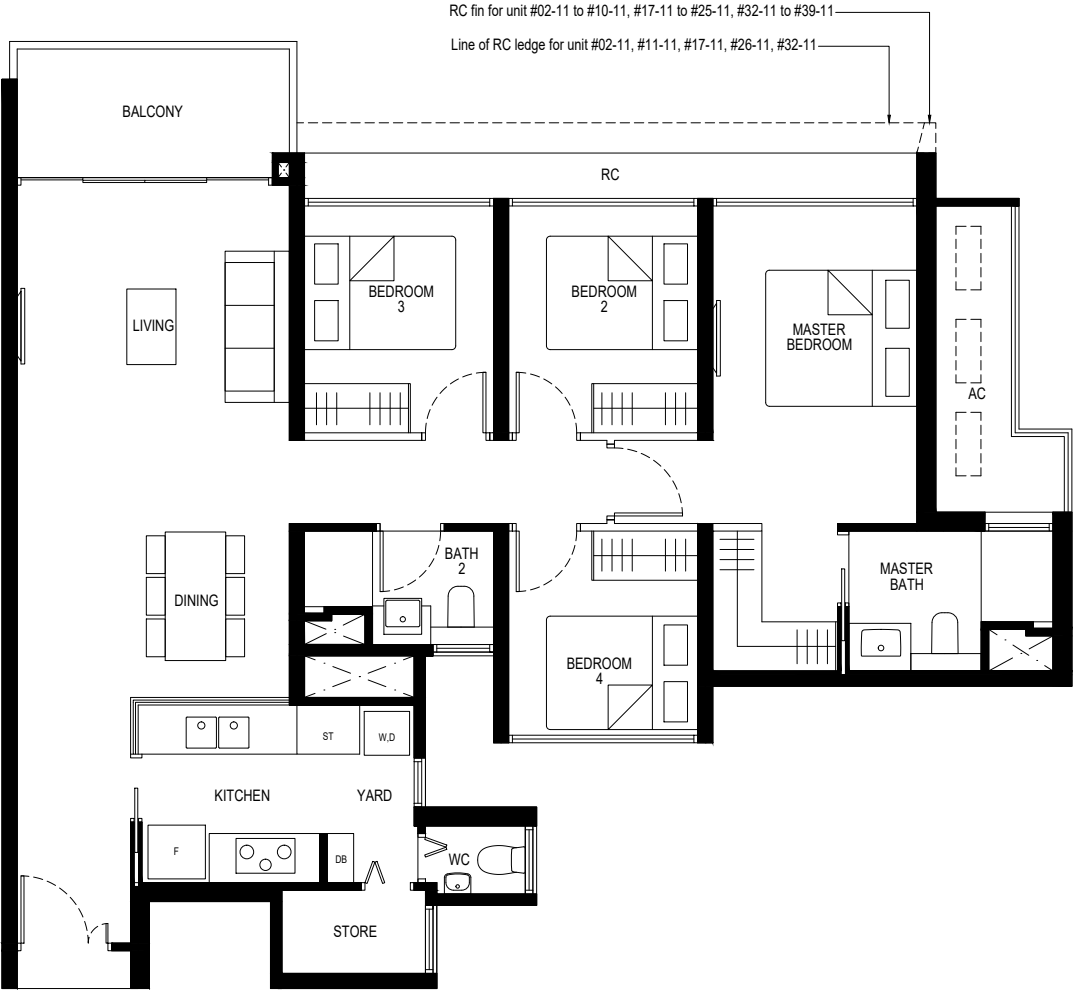 RC fin for unit #02-11 to #10-11, #17-11 to #25-11, #32-11 to #39-11
Line of RC ledge for unit #02-11, #11-11, #17-11, #26-11, #32-11
BALCONY
RC
LIVING
BEDROOM
3
BEDROOM
2
MASTER
BEDROOM
AC
DINING
BATH
2
MASTER
BATH
BEDROOM
4
ST
W,D
KITCHEN
YARD
F
DB
WC
STORE